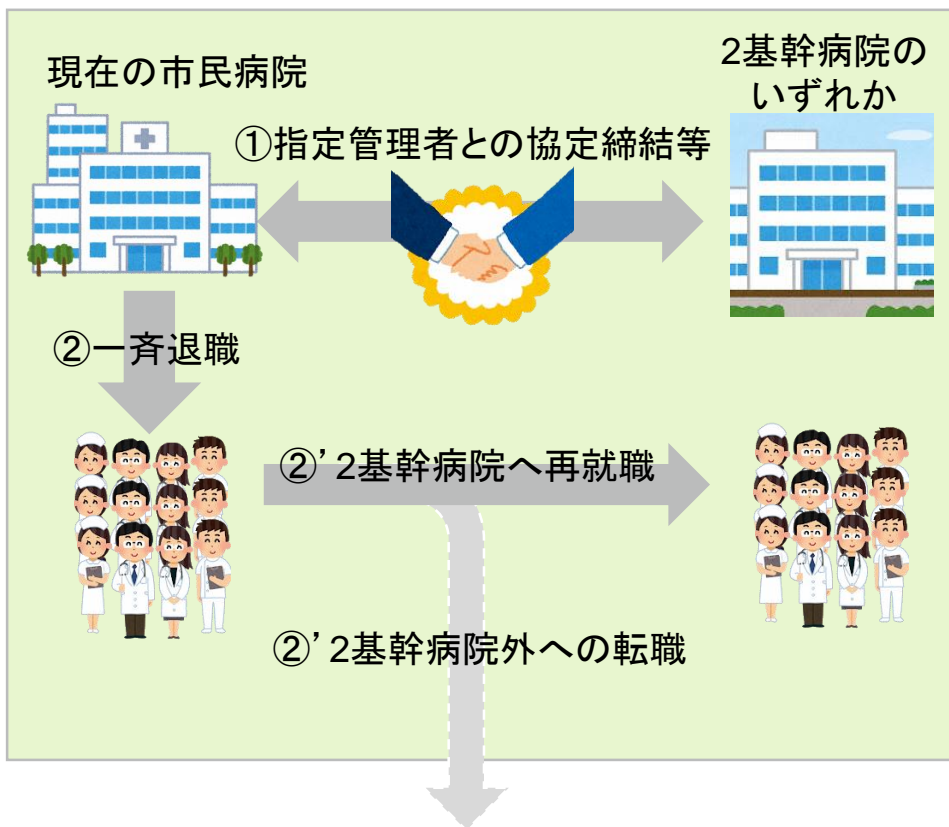 現在の市民病院
2基幹病院の
いずれか
①指定管理者との協定締結等
②一斉退職
②’2基幹病院へ再就職
②’2基幹病院外への転職